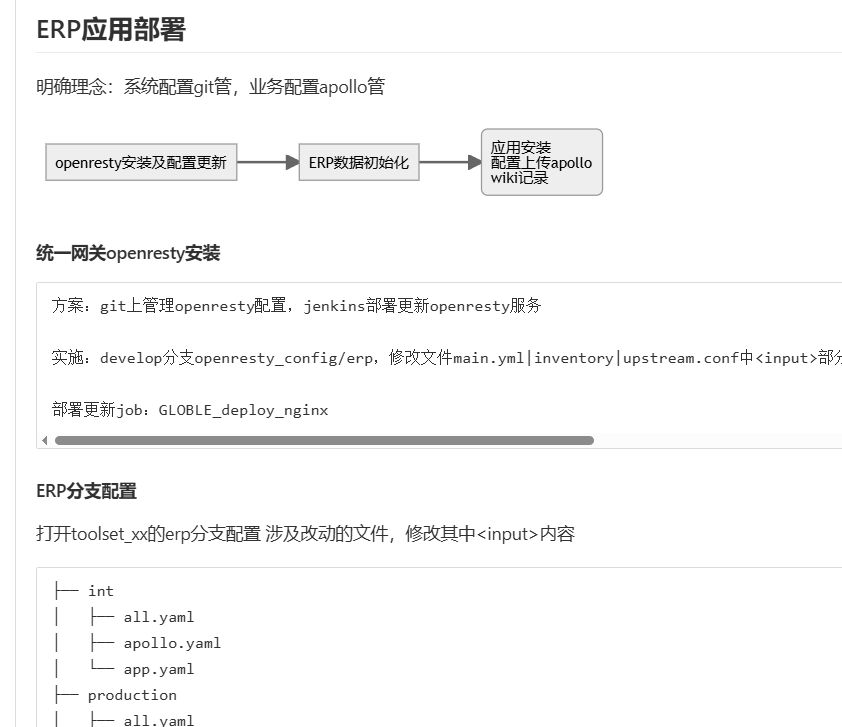 ERP应用部署
明确理念：系统配置git管，业务配置apollo管
openresty安装及配置更新
ERP数据初始化
应用安装
配置上传apollo
wiki记录
统一网关openresty安装
方案：git上管理openresty配置，jenkins部署更新openresty服务
实施：develop分支openresty_config/erp，修改文件main.yml|inventory|upstream.conf中<input>部分
部署更新job：GLOBLE_deploy_nginx
ERP分支配置
打开toolset_xx的erp分支配置 涉及改动的文件，修改其中<input>内容
├── int
│   ├── all.yaml
│   ├── apollo.yaml
│   └── app.yaml
├── production
│   ├── all.yaml